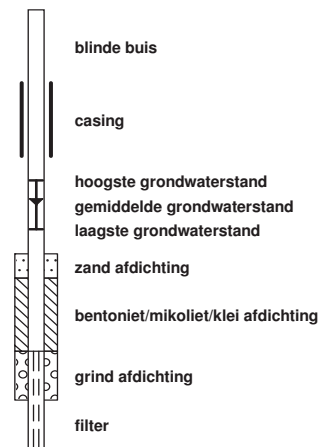 blinde buis
casing
hoogste grondwaterstand
gemiddelde grondwaterstand
laagste grondwaterstand
zand afdichting
bentoniet/mikoliet/klei afdichting
grind afdichting
filter